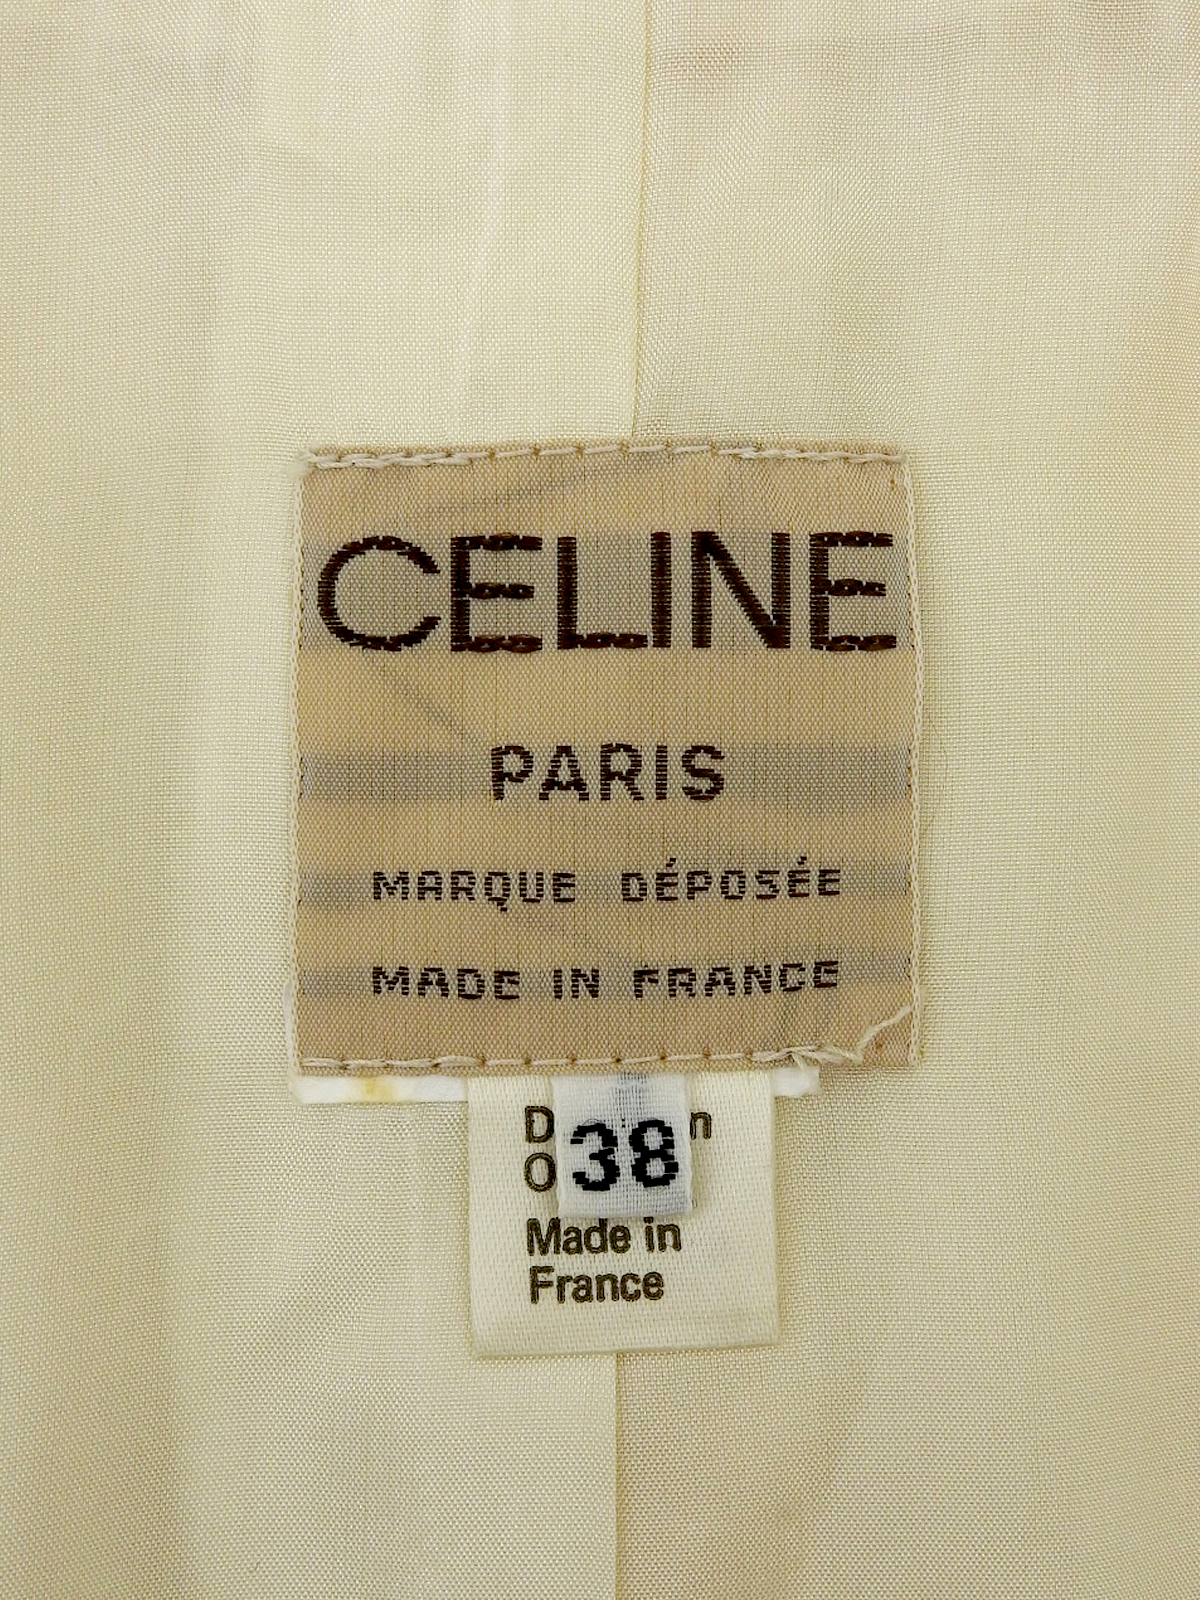 CELINE
PARIS
MARQUE DÉPOSÉE
MADE IN FRANCE
38
Made in
France